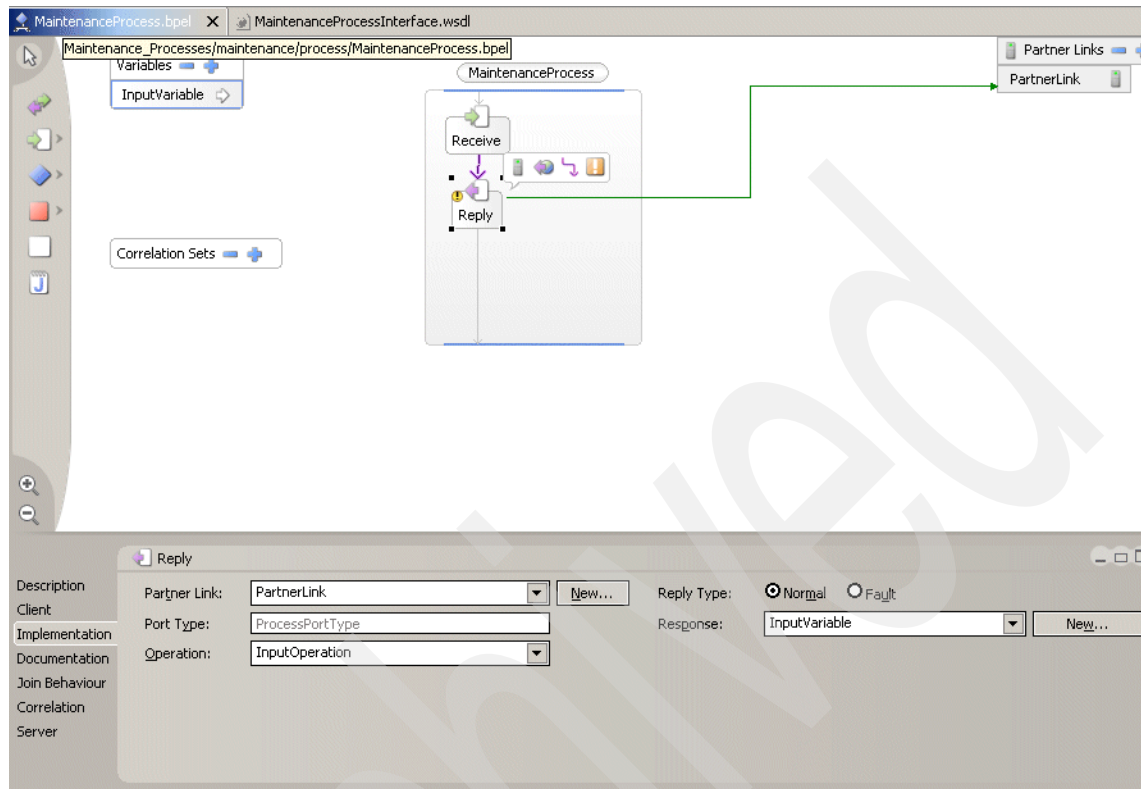 MaintenanceProcess.bpel X MaintenanceProcessInterface.wsdl
Maintenance_Processes/maintenance/process/MaintenanceProcess.bpel
Partner Links
PartnerLink
Variables
InputVariable
MaintenanceProcess
Receive
Reply
Correlation Sets
J
Reply
Description
Client
Implementation
Documentation
Join Behaviour
Correlation
Server
Partner Link: PartnerLink New... Reply Type: Normal Fault
Port Type: ProcessPortType Response: InputVariable New...
Operation: InputOperation
hived